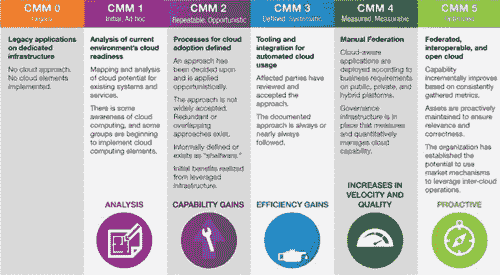 CMM 0
Legacy
Legacy applications
on dedicated
infrastructure
No cloud approach.
No cloud elements
implemented.
CMM 1
Initial, Ad hoc
Analysis of current
environment's cloud
readiness
Mapping and analysis
of cloud potential for
existing systems and
services.
There is some
awareness of cloud
computing, and some
groups are beginning
to implement cloud
computing elements.
ANALYSIS
CMM 2
Repeatable, Opportunistic
Processes for cloud
adoption defined
An approach has
been decided upon
and is applied
opportunistically.
The approach is not
widely accepted.
Redundant or
overlapping
approaches exist.
Informally defined or
exists as "shelfware."
Initial benefits realized
from leveraged
infrastructure.
CAPABILITY GAINS
CMM 3
Defined, Systematic
Tooling and
integration for
automated cloud
usage
Affected parties have
reviewed and
accepted the
approach.
The documented
approach is always or
nearly always
followed.
EFFICIENCY GAINS
CMM 4
Measured, Measurable
Manual Federation
Cloud-aware
applications are
deployed according to
business requirements
on public, private, and
hybrid platforms.
Governance
infrastructure is in
place that measures
and quantitatively
manages cloud
capability.
INCREASES IN
VELOCITY AND
QUALITY
CMM 5
Federated,
interoperable, and
open cloud
Capability
incrementally improves
based on consistently
gathered metrics.
Assets are proactively
maintained to ensure
relevance and
correctness.
The organization has
established the
potential to use
market mechanisms
to leverage inter-cloud
operations.
PROACTIVE